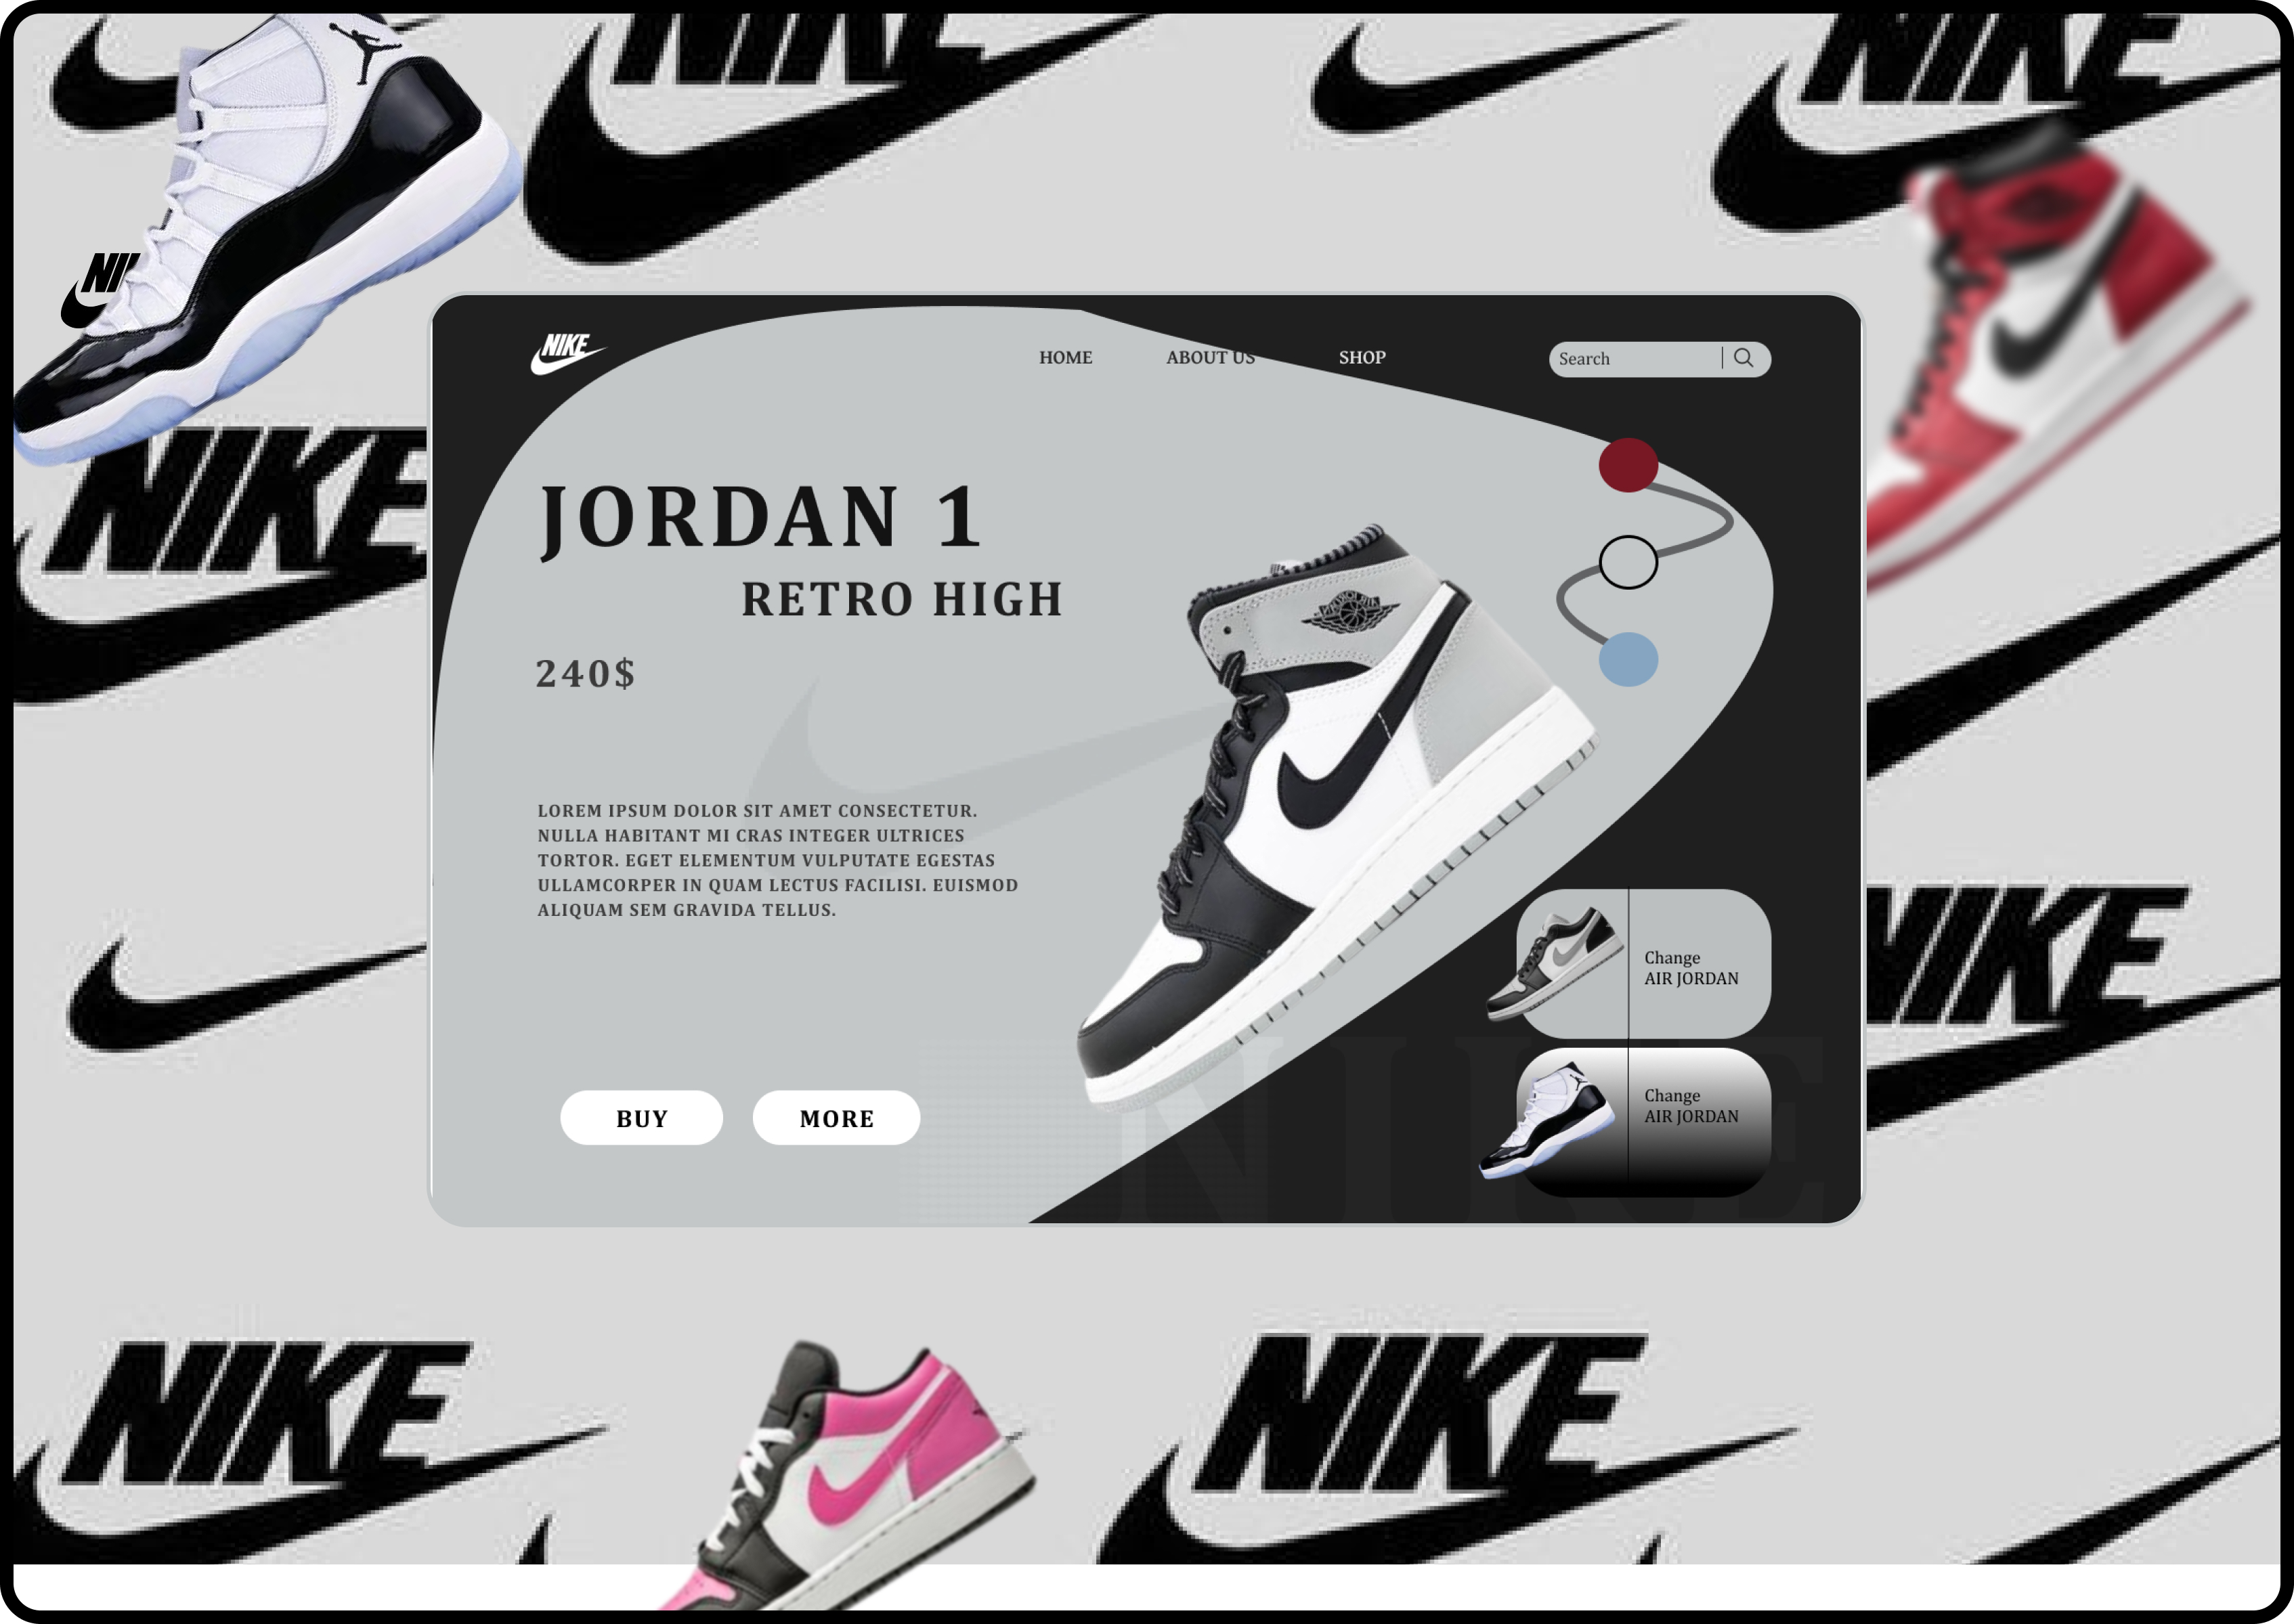 NIKE
NIKE
NIKE
HOME
ABOUT US
SHOP
Search
JORDAN 1
RETRO HIGH
240$
LOREM IPSUM DOLOR SIT AMET CONSECTETUR.
NULLA HABITANT MI CRAS INTEGER ULTRICES
TORTOR. EGET ELEMENTUM VULPUTATE EGESTAS
ULLAMCORPER IN QUAM LECTUS FACILISI. EUISMOD
ALIQUAM SEM GRAVIDA TELLUS.
BUY
MORE
Change
AIR JORDAN
Change
AIR JORDAN
NIKE
NIKE
NIKE
NIKE
NIKE